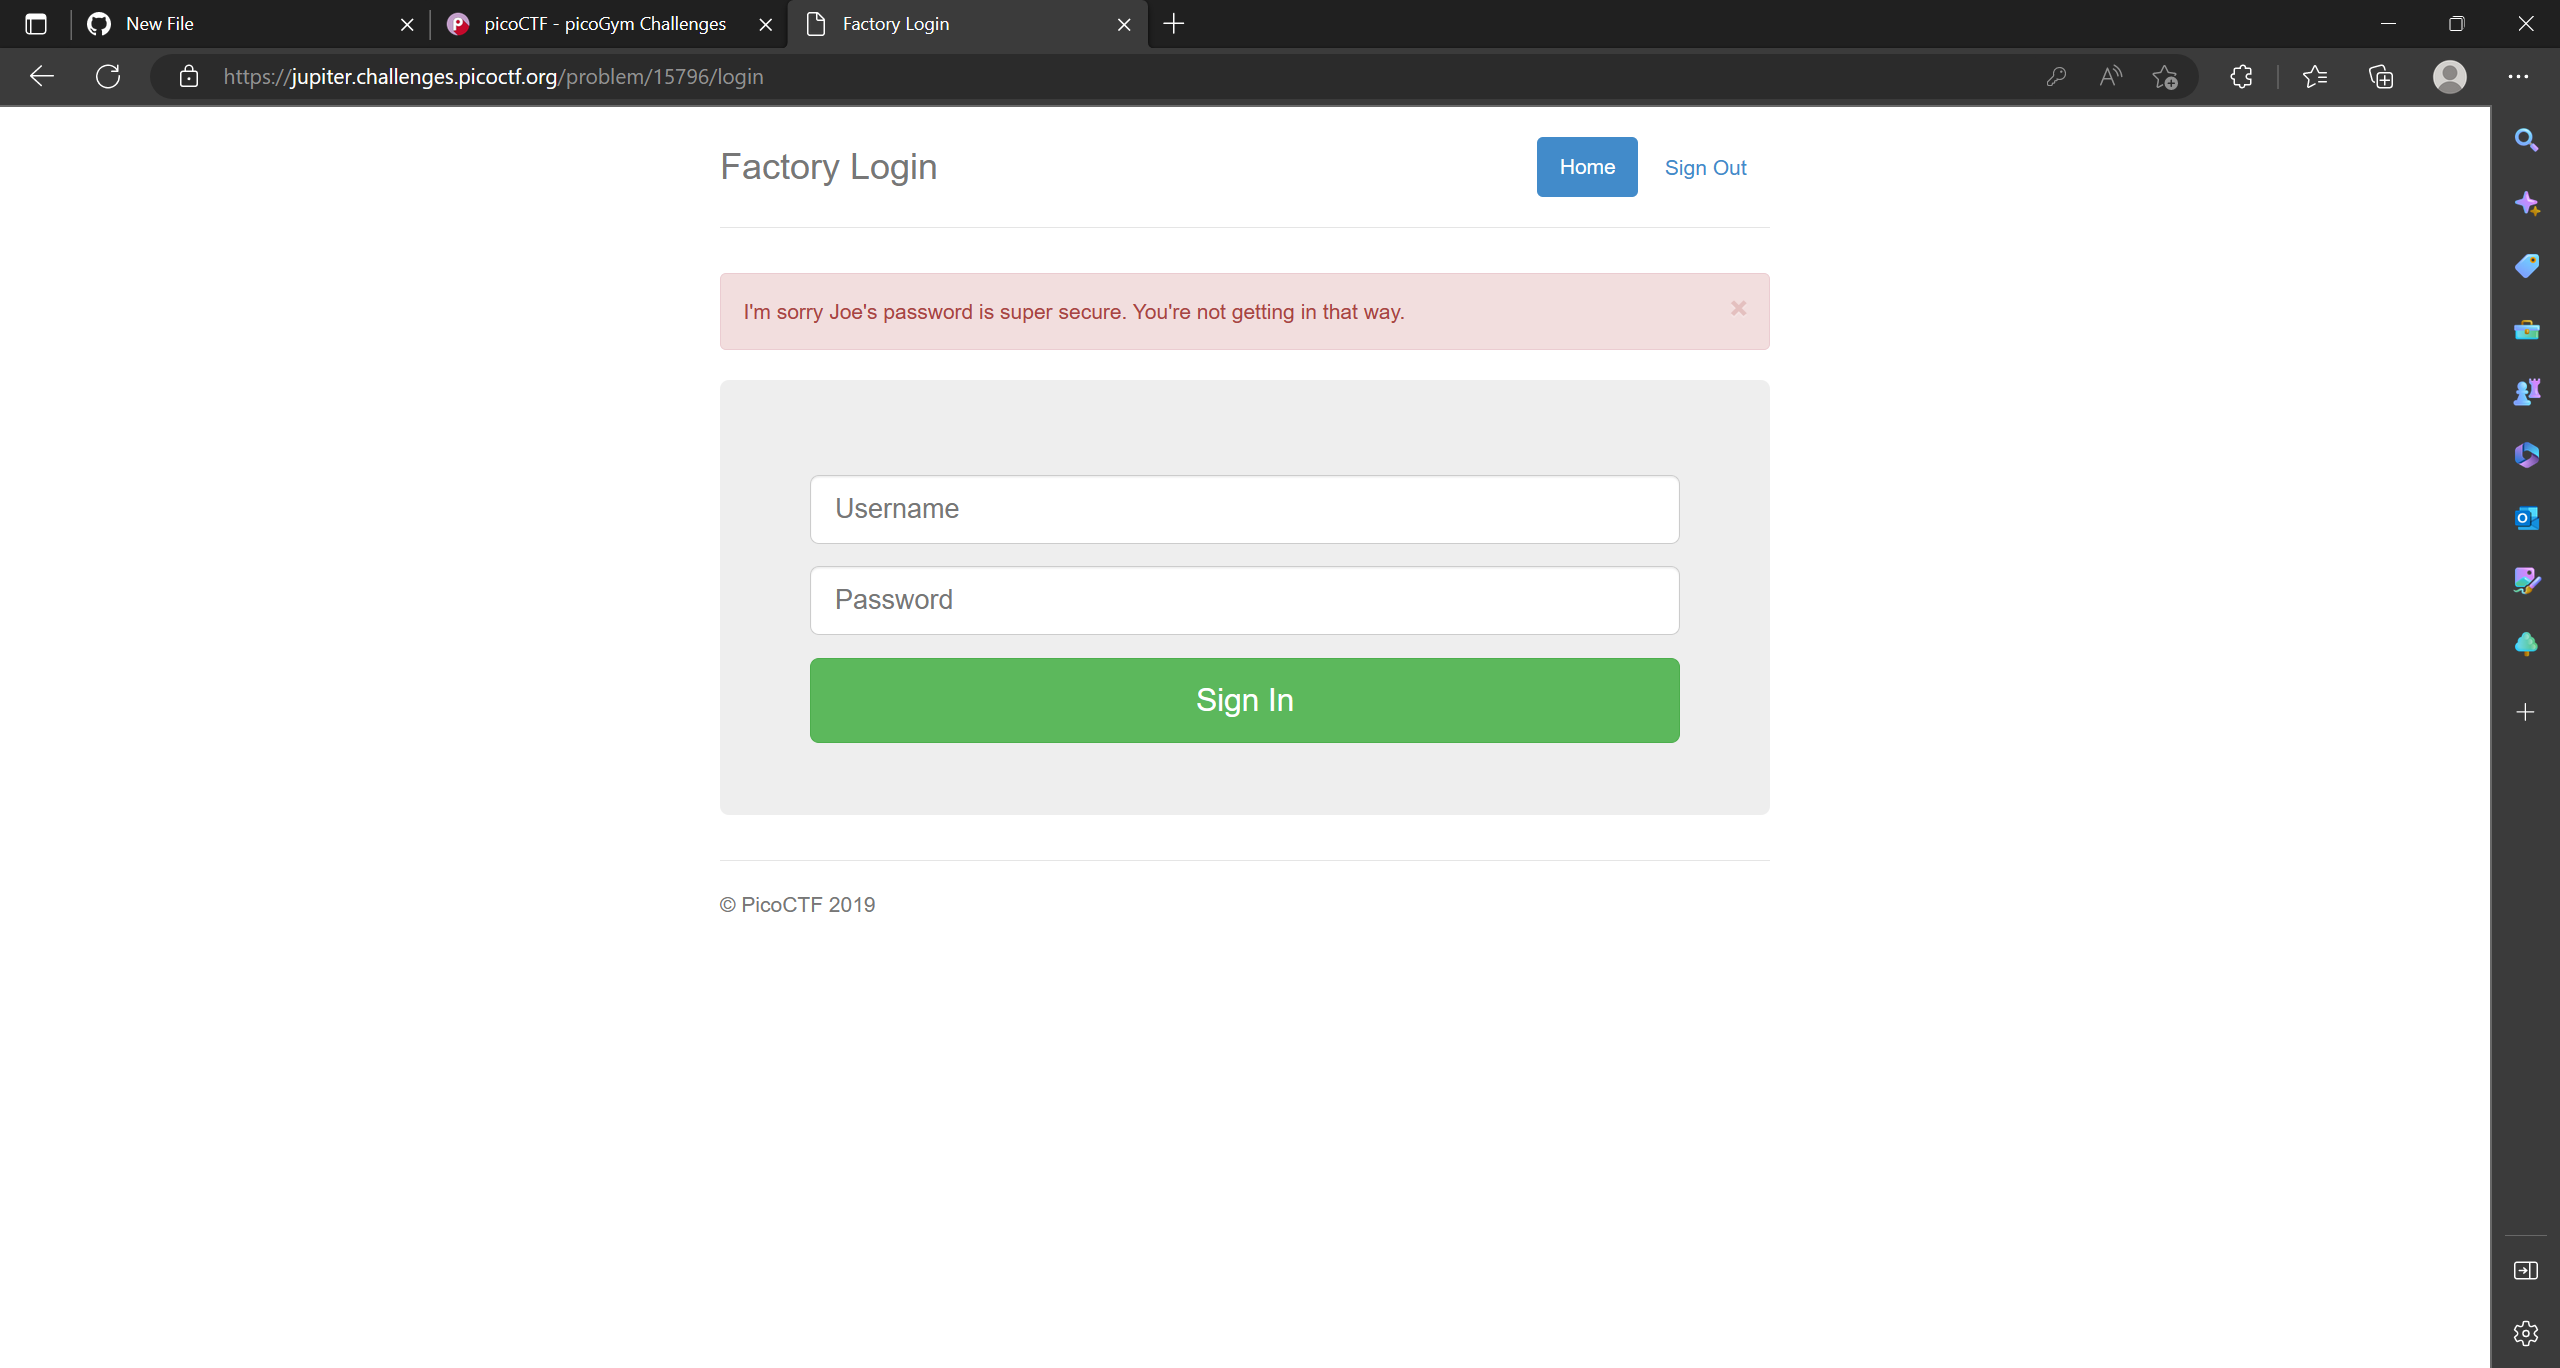 New File
picoCTF - picoGym Challenges
Factory Login
https://jupiter.challenges.picoctf.org/problem/15796/login
Factory Login
Home
Sign Out
I'm sorry Joe's password is super secure. You're not getting in that way.
Username
Password
Sign In
© PicoCTF 2019